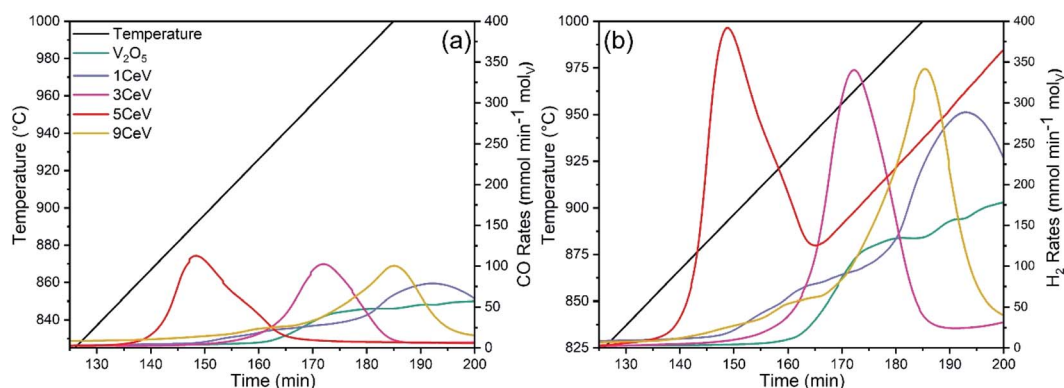 1000
980
960
940
920
900
880
860
840
Temperature (°C)
Temperature
V2O5
1CeV
3CeV
5CeV
9CeV
(a)
400
350
300
250
200
150
100
50
0
CO Rates (mmol min-1 molV)
130 140 150 160 170 180 190 200
Time (min)
1000
975
950
925
900
875
850
825
Temperature (°C)
(b)
400
350
300
250
200
150
100
50
0
H2 Rates (mmol min-1 molV)
130 140 150 160 170 180 190 200
Time (min)